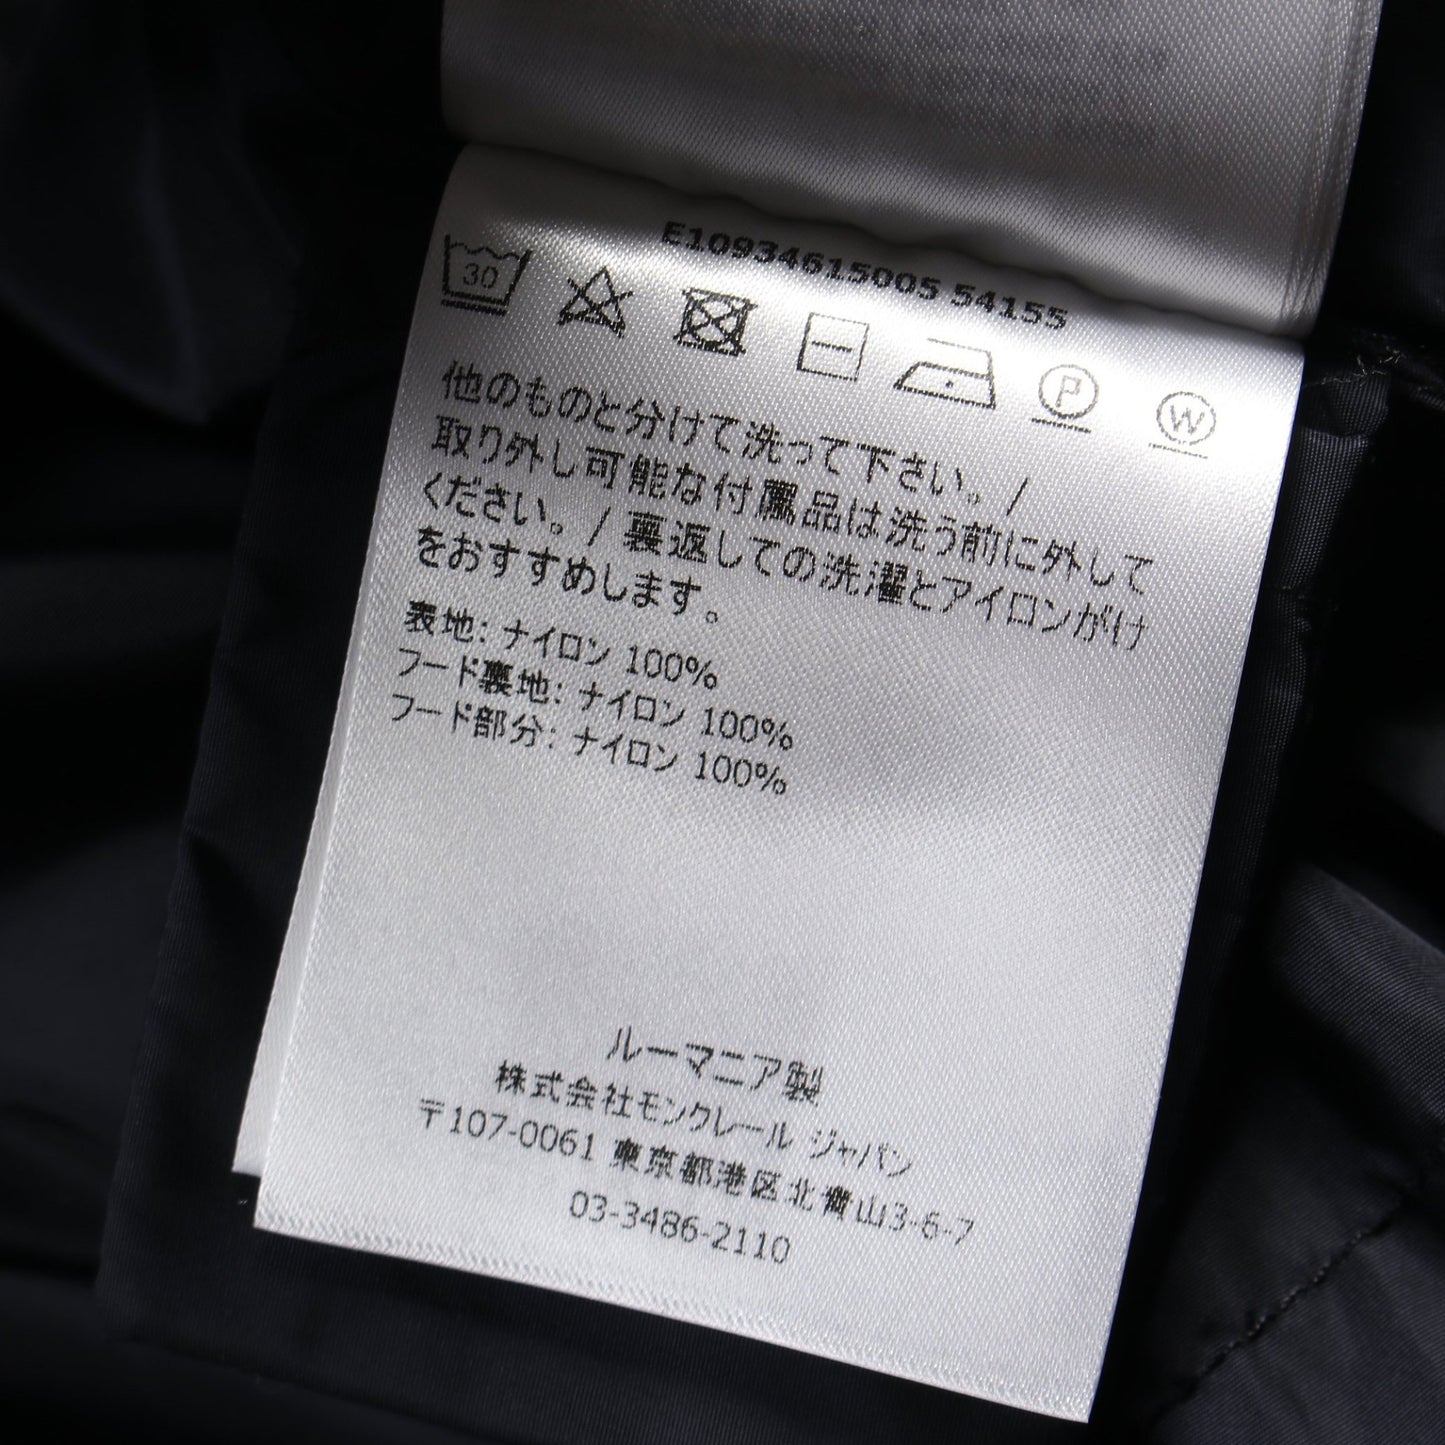 E10934615005 54155
30
P
W
他のものと分けて洗って下さい。/
取り外し可能な付属品は洗う前に外して
ください。/ 裏返しての洗濯とアイロンがけ
をおすすめします。
表地: ナイロン 100%
フード裏地: ナイロン 100%
フード部分: ナイロン 100%
ルーマニア製
株式会社モンクレール ジャパン
〒107-0061 東京都港区北青山3-6-7
03-3486-2110